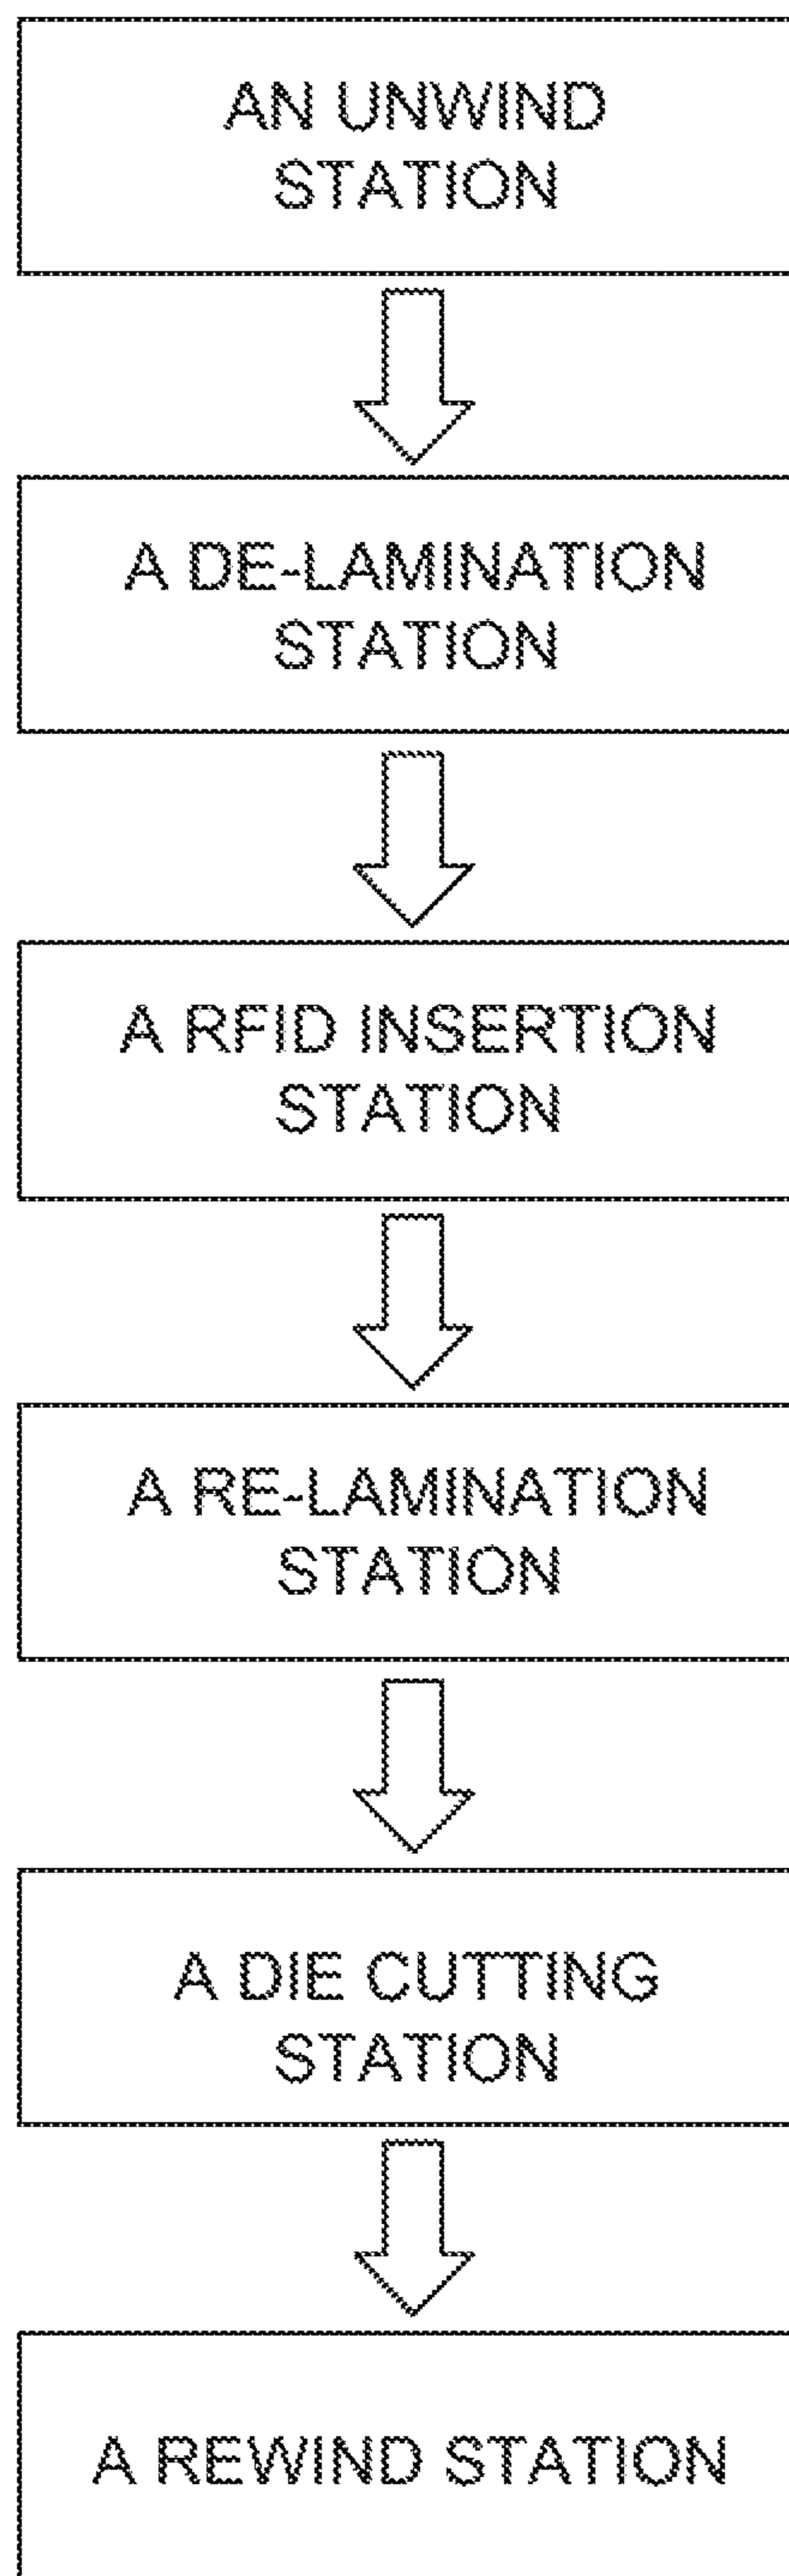 AN UNWIND
STATION
A DE-LAMINATION
STATION
A RFID INSERTION
STATION
A RE-LAMINATION
STATION
A DIE CUTTING
STATION
A REWIND STATION